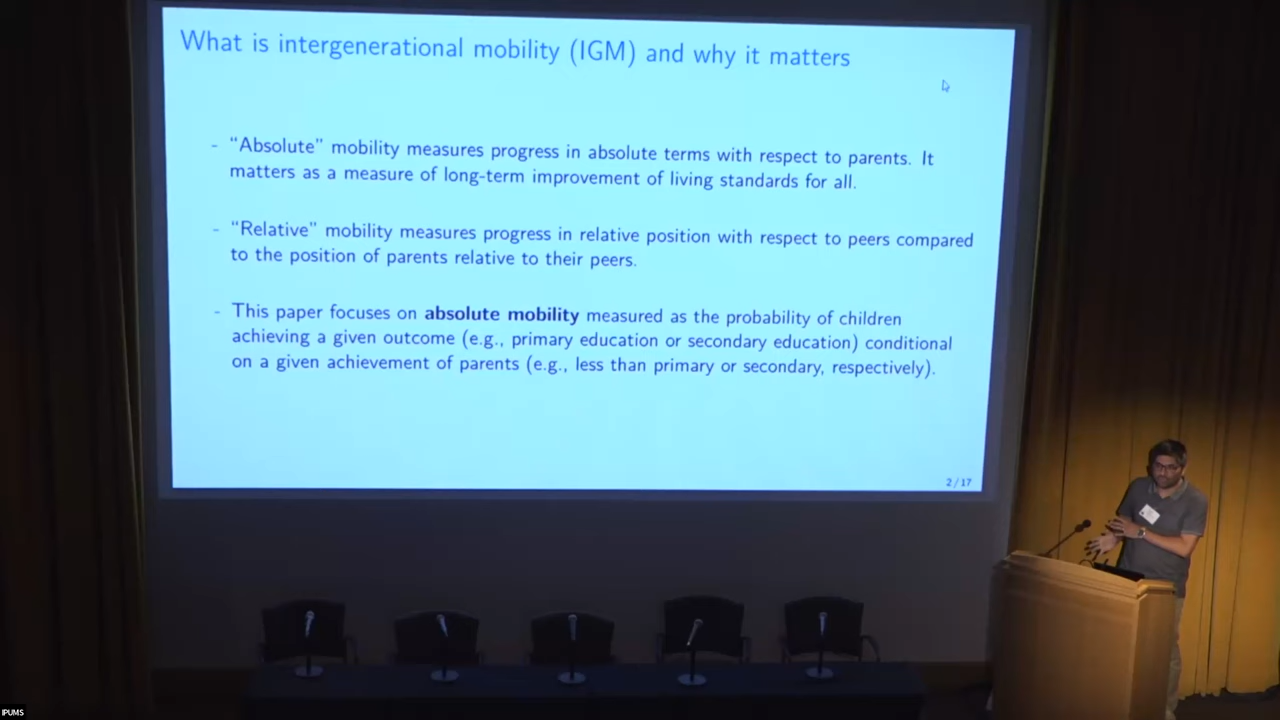 What is intergenerational mobility (IGM) and why it matters
- “Absolute” mobility measures progress in absolute terms with respect to parents. It
matters as a measure of long-term improvement of living standards for all.
- “Relative” mobility measures progress in relative position with respect to peers compared
to the position of parents relative to their peers.
- This paper focuses on absolute mobility measured as the probability of children
achieving a given outcome (e.g., primary education or secondary education) conditional
on a given achievement of parents (e.g., less than primary or secondary, respectively).
2 / 17
IPUMS